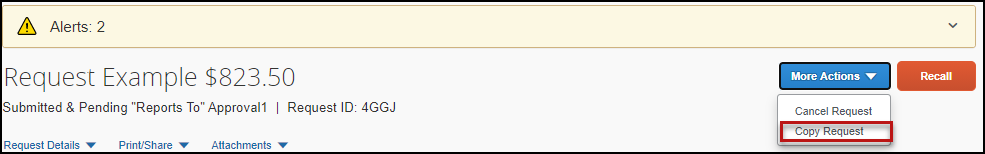 Alerts: 2
Request Example $823.50
More Actions
Recall
Submitted & Pending "Reports To" Approval1 | Request ID: 4GGJ
Cancel Request
Copy Request
Request Details Print/Share Attachments